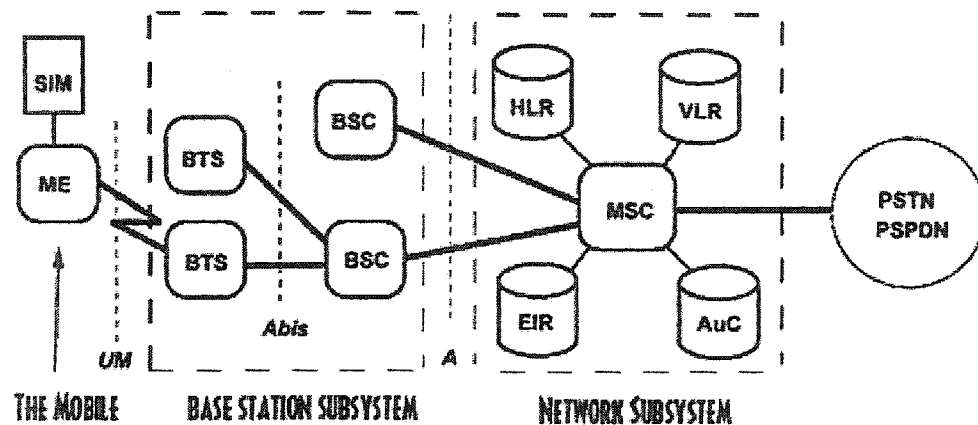 SIM
ME
BTS
BTS
BSC
BSC
HLR
VLR
MSC
EIR
AuC
PSTN
PSPDN
UM
Abis
A
THE MOBILE
BASE STATION SUBSYSTEM
NETWORK SUBSYSTEM